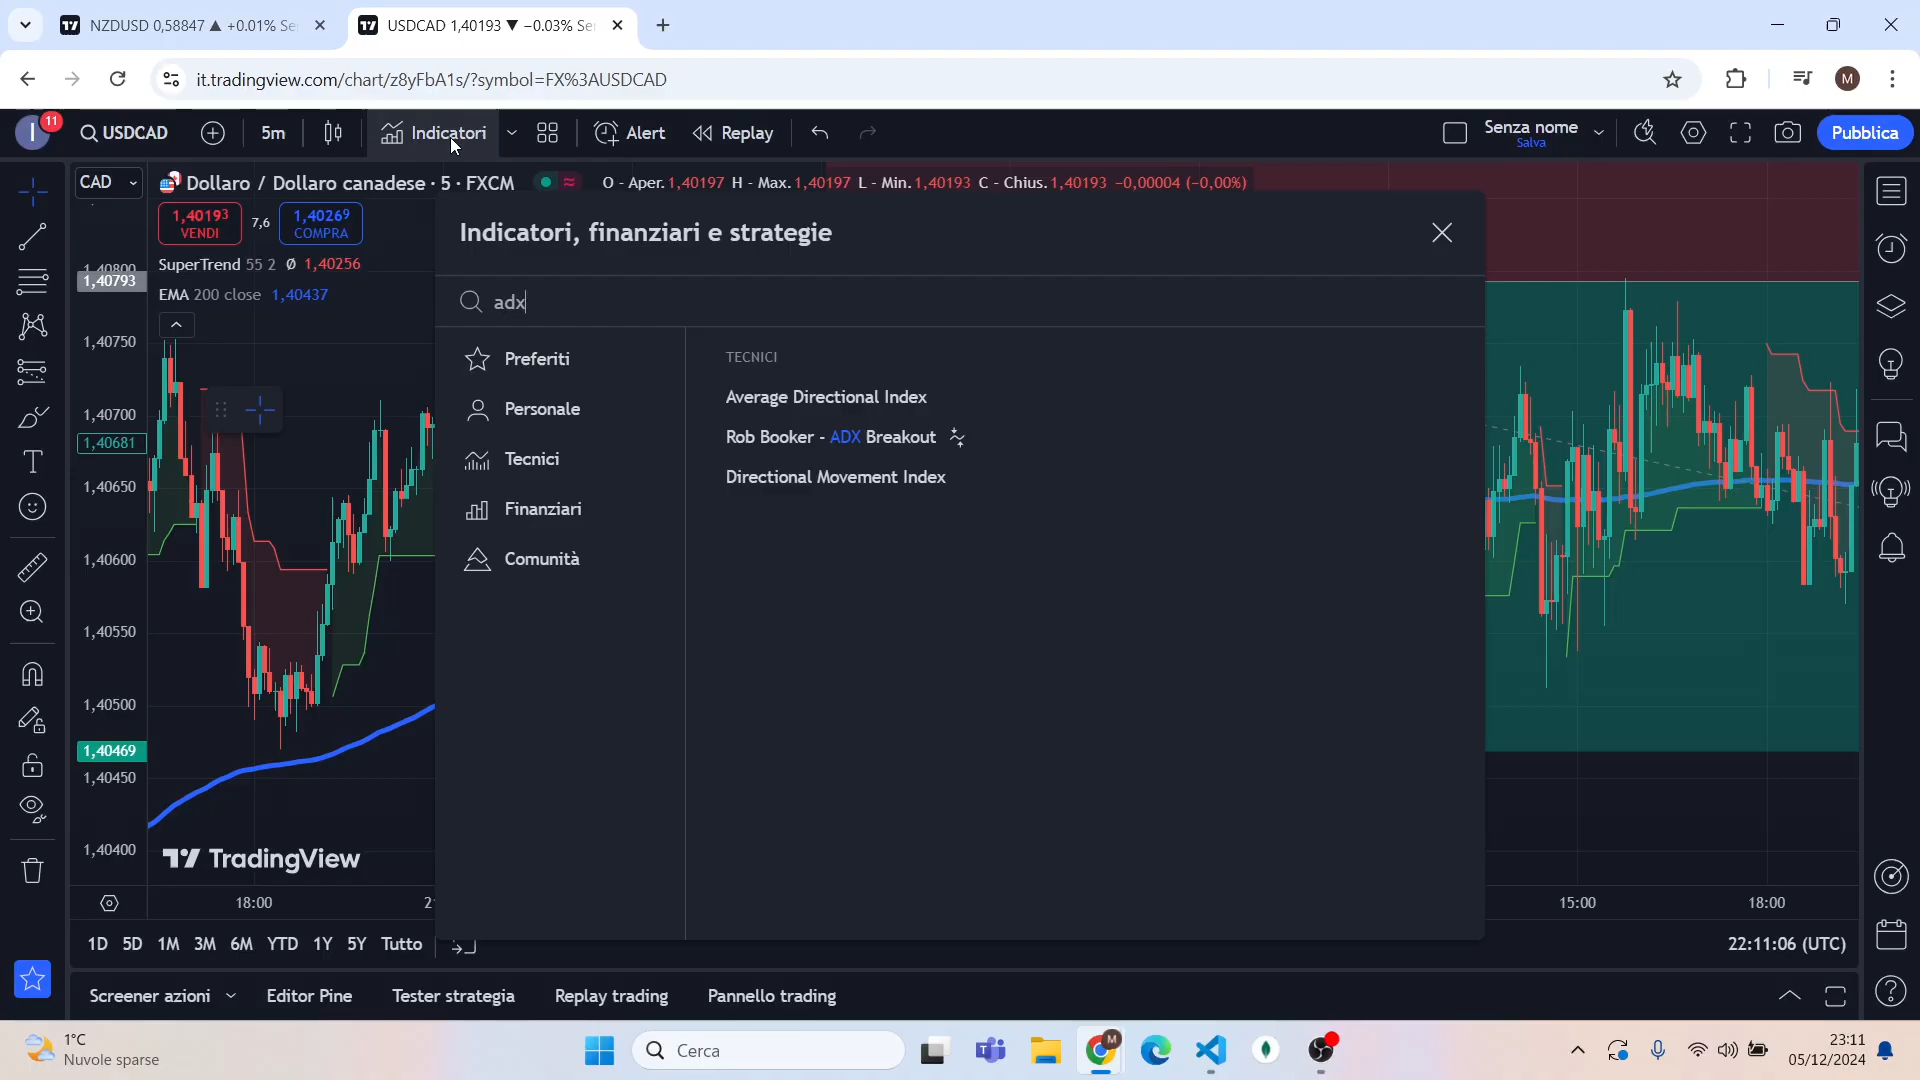 NZDUSD 0,58847 ▲ +0.01% Se
USDCAD 1,40193 ▼ −0.03% Se
it.tradingview.com/chart/z8yFbA1s/?symbol=FX%3AUSDCAD
M
I
11
USDCAD
5m
Indicatori
Alert
Replay
Senza nome
Salva
Pubblica
CAD
Dollaro / Dollaro canadese · 5 · FXCM
O - Aper. 1,40197 H - Max. 1,40197 L - Min. 1,40193 C - Chius. 1,40193 −0,00004 (−0,00%)
1,40193
VENDI
7,6
1,40269
COMPRA
SuperTrend 55 2 Ø 1,40256
EMA 200 close 1,40437
1,40800
1,40793
1,40750
1,40700
1,40681
1,40650
1,40600
1,40550
1,40500
1,40469
1,40450
1,40400
Indicatori, finanziari e strategie
adx
Preferiti
Personale
Tecnici
Finanziari
Comunità
TECNICI
Average Directional Index
Rob Booker - ADX Breakout
Directional Movement Index
TradingView
18:00
2
15:00
18:00
1D 5D 1M 3M 6M YTD 1Y 5Y Tutto
22:11:06 (UTC)
Screener azioni
Editor Pine
Tester strategia
Replay trading
Pannello trading
1°C
Nuvole sparse
Cerca
M
23:11
05/12/2024